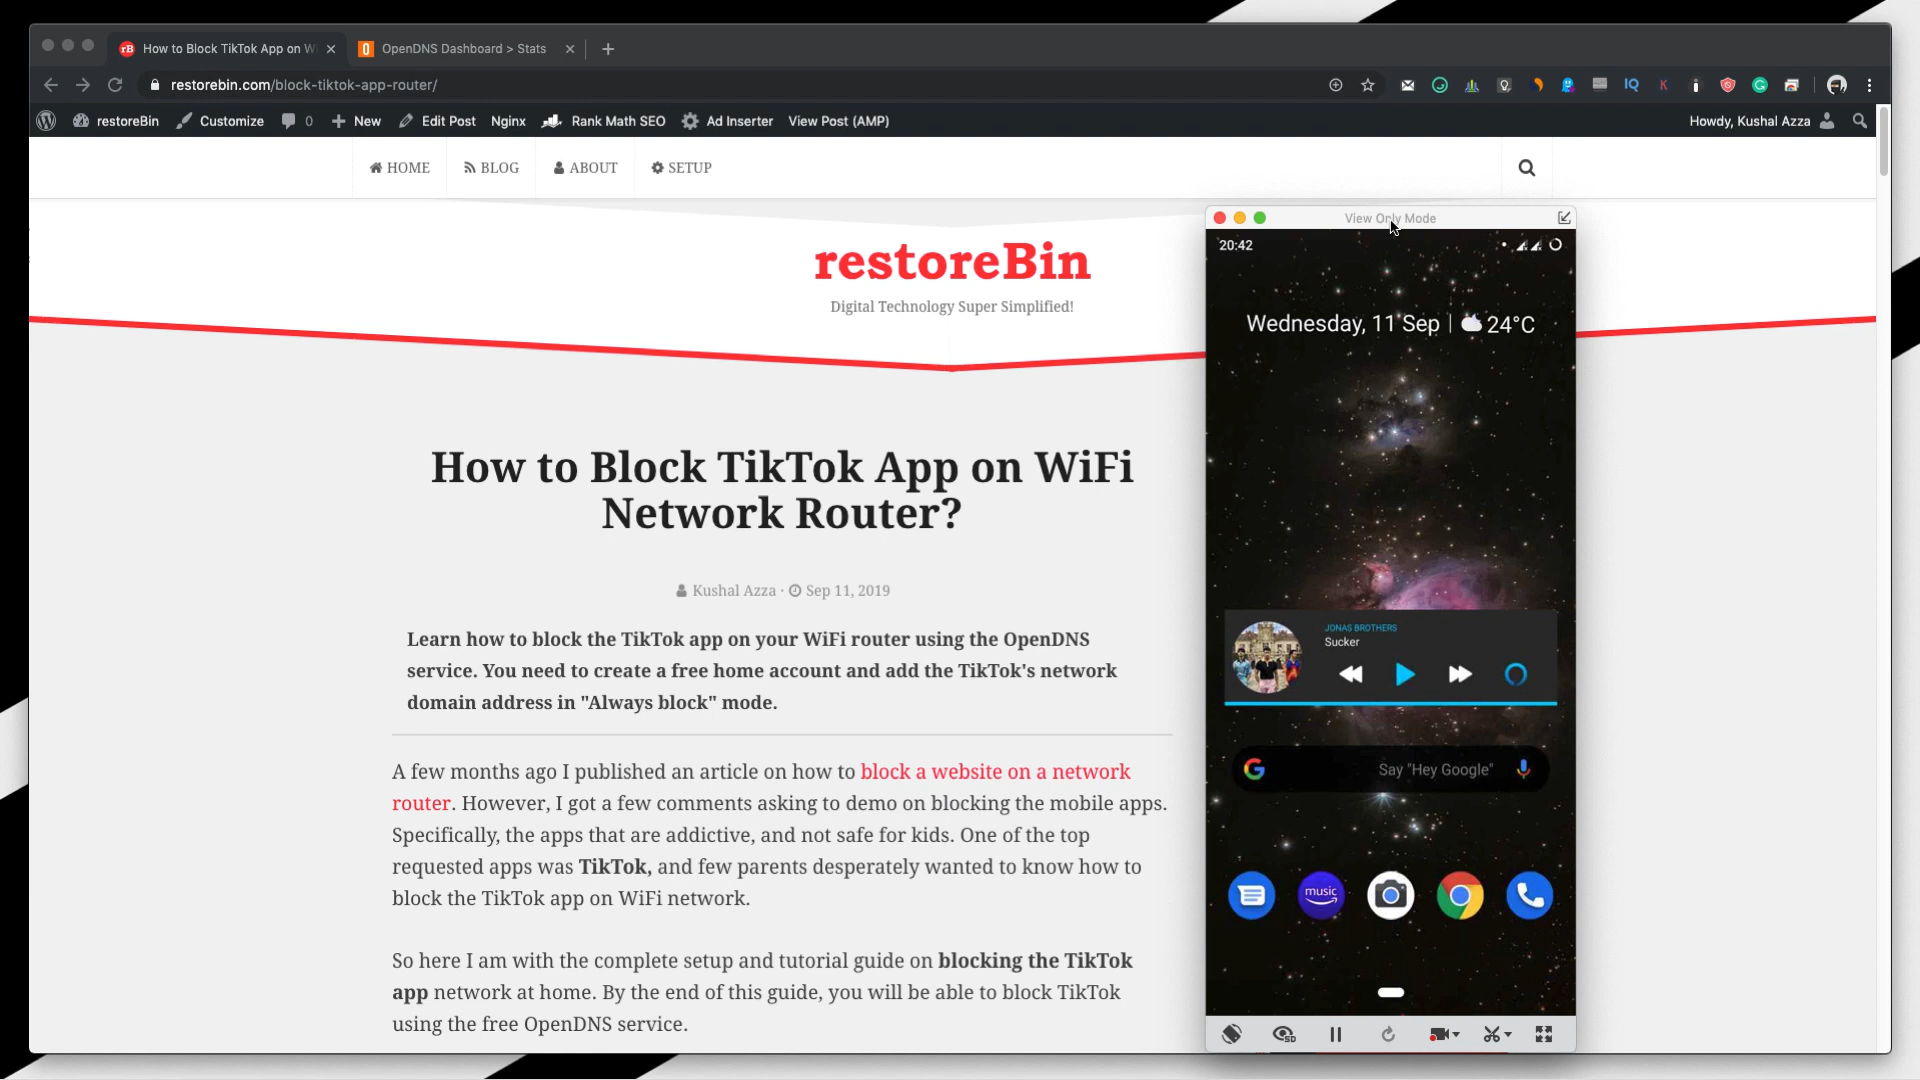 How to Block TikTok App on W
OpenDNS Dashboard > Stats
restorebin.com/block-tiktok-app-router/
IQ
K
restoreBin
Customize
0
New
Edit Post
Nginx
Rank Math SEO
Ad Inserter
View Post (AMP)
Howdy, Kushal Azza
HOME
BLOG
ABOUT
SETUP
restoreBin
Digital Technology Super Simplified!
How to Block TikTok App on WiFi
Network Router?
Kushal Azza · Sep 11, 2019
Learn how to block the TikTok app on your WiFi router using the OpenDNS
service. You need to create a free home account and add the TikTok's network
domain address in "Always block" mode.
A few months ago I published an article on how to block a website on a network
router. However, I got a few comments asking to demo on blocking the mobile apps.
Specifically, the apps that are addictive, and not safe for kids. One of the top
requested apps was TikTok, and few parents desperately wanted to know how to
block the TikTok app on WiFi network.
So here I am with the complete setup and tutorial guide on blocking the TikTok
app network at home. By the end of this guide, you will be able to block TikTok
using the free OpenDNS service.
View Only Mode
20:42
Wednesday, 11 Sep | 24°C
JONAS BROTHERS
Sucker
Say "Hey Google"
music
SD